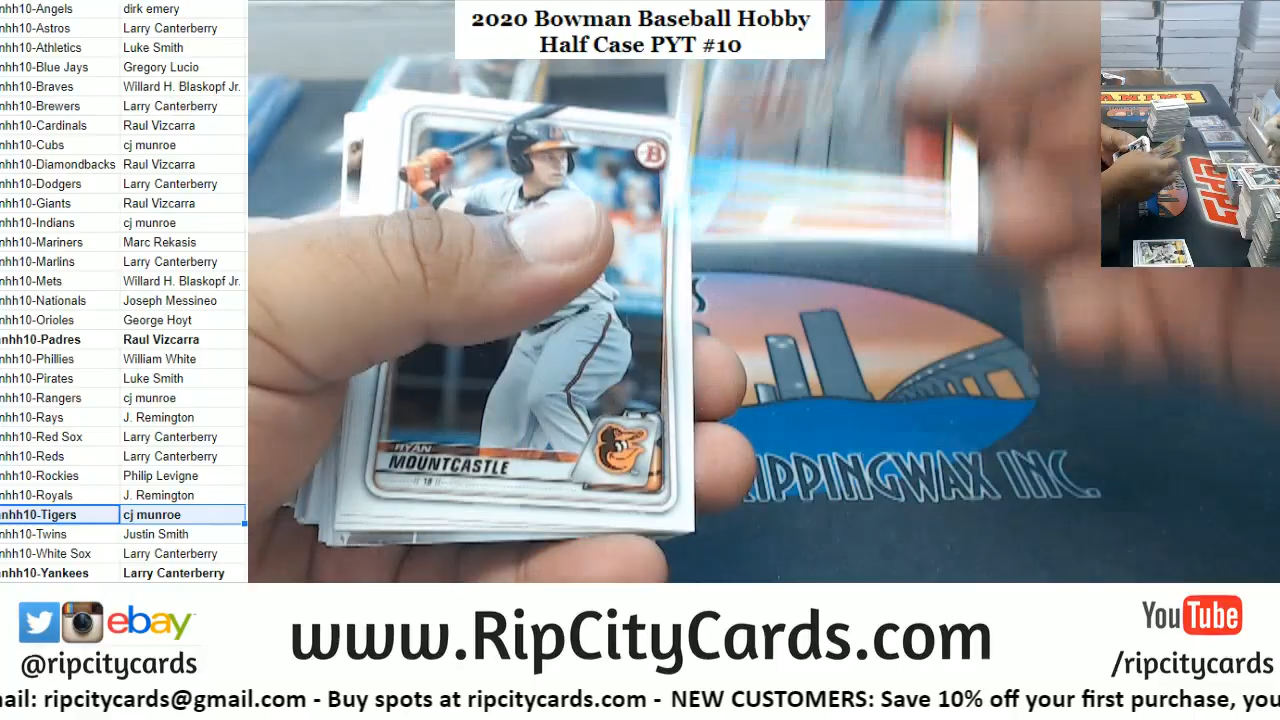 2020 Bowman Baseball Hobby
Half Case PYT #10
nhh10-Angels dirk emery
nhh10-Astros Larry Canterberry
nhh10-Athletics Luke Smith
nhh10-Blue Jays Gregory Lucio
nhh10-Braves Willard H. Blaskopf Jr.
nhh10-Brewers Larry Canterberry
nhh10-Cardinals Raul Vizcarra
nhh10-Cubs cj munroe
nhh10-Diamondbacks Raul Vizcarra
nhh10-Dodgers Larry Canterberry
nhh10-Giants Raul Vizcarra
nhh10-Indians cj munroe
nhh10-Mariners Marc Rekasis
nhh10-Marlins Larry Canterberry
nhh10-Mets Willard H. Blaskopf Jr.
nhh10-Nationals Joseph Messineo
nhh10-Orioles George Hoyt
anhh10-Padres Raul Vizcarra
nhh10-Phillies William White
nhh10-Pirates Luke Smith
nhh10-Rangers cj munroe
nhh10-Rays J. Remington
nhh10-Red Sox Larry Canterberry
nhh10-Reds Larry Canterberry
nhh10-Rockies Philip Levigne
nhh10-Royals J. Remington
anhh10-Tigers cj munroe
nhh10-Twins Justin Smith
nhh10-White Sox Larry Canterberry
anhh10-Yankees Larry Canterberry
B
RYAN
MOUNTCASTLE
RIPPINGWAX INC.
PANINI
ebay
@ripcitycards
www.RipCityCards.com
YouTube
/ripcitycards
nail: ripcitycards@gmail.com - Buy spots at ripcitycards.com - NEW CUSTOMERS: Save 10% off your first purchase, you